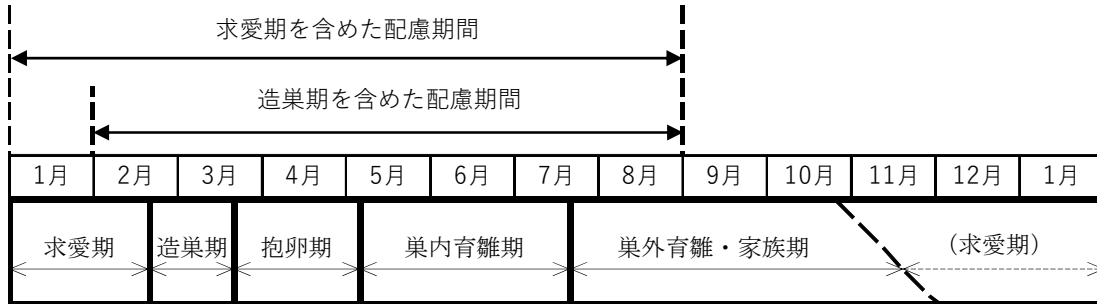 求愛期を含めた配慮期間
造巣期を含めた配慮期間
1月 2月 3月 4月 5月 6月 7月 8月 9月 10月 11月 12月 1月
求愛期 造巣期 抱卵期 巣内育雛期 巣外育雛・家族期 (求愛期)